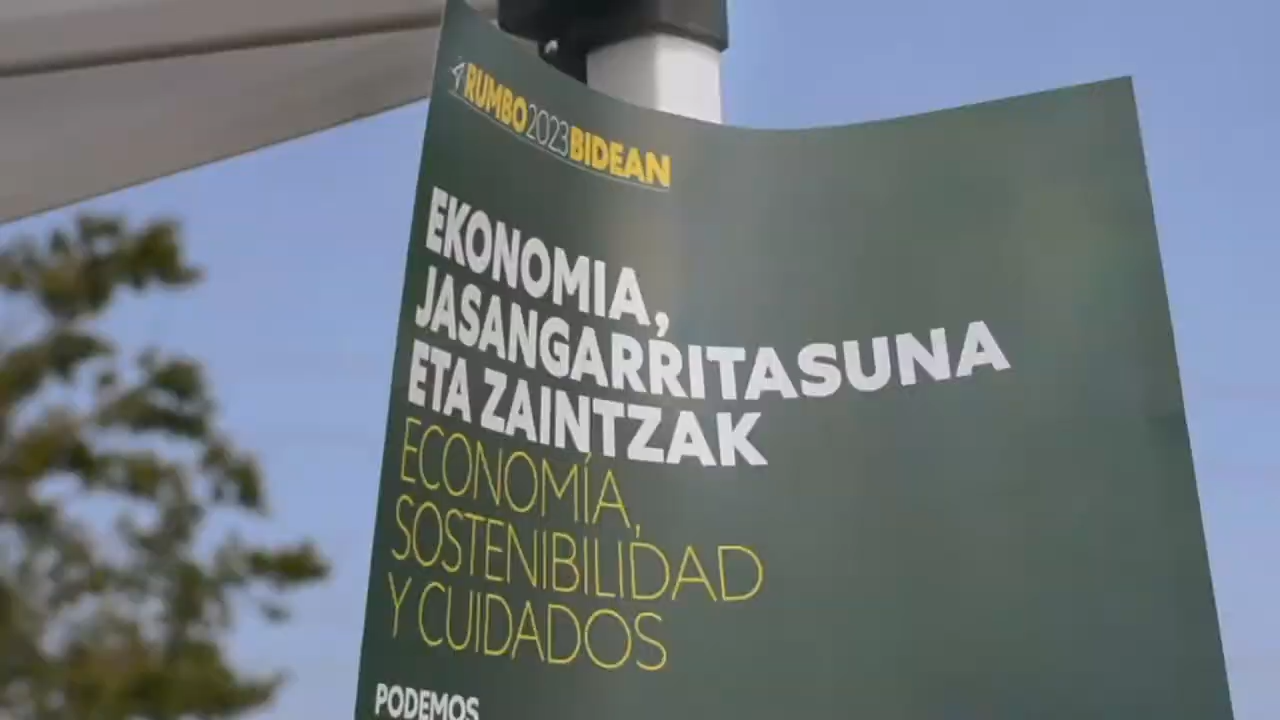 RUMBO2023BIDEAN
EKONOMIA,
JASANGARRITASUNA
ETA ZAINTZAK
ECONOMÍA,
SOSTENIBILIDAD
Y CUIDADOS
PODEMOS